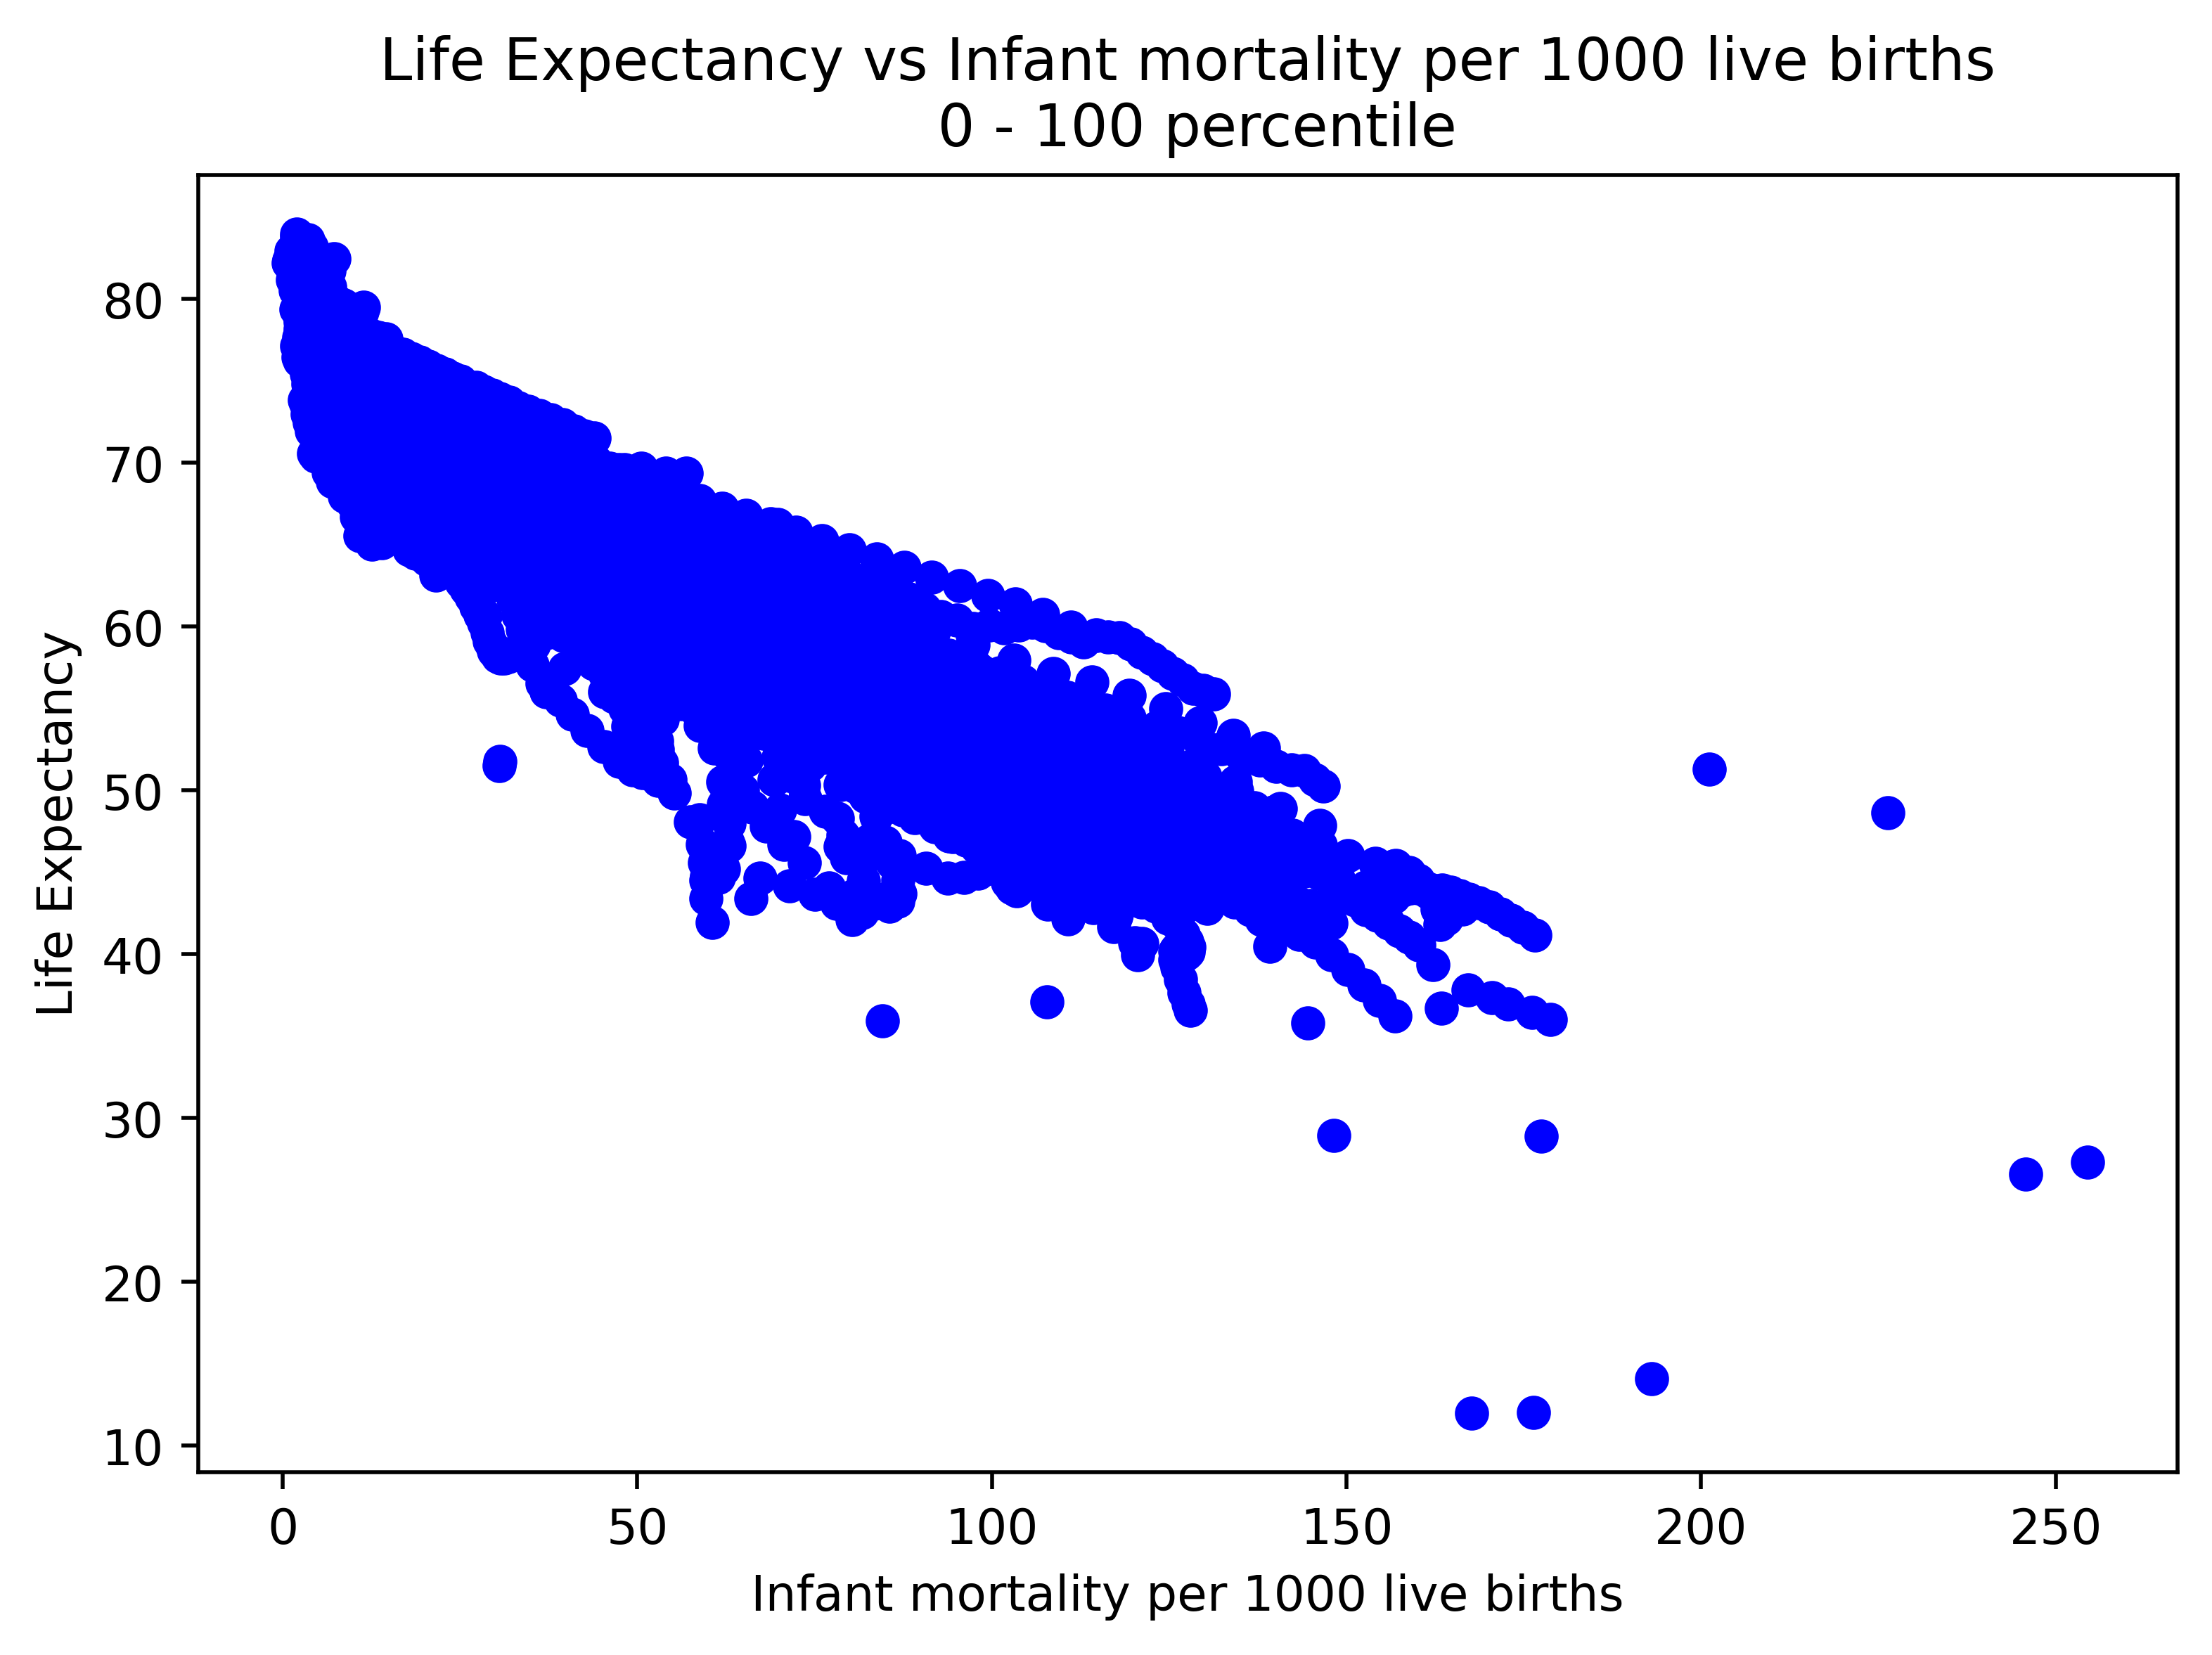 Life Expectancy vs Infant mortality per 1000 live births
0 - 100 percentile
Life Expectancy
80
70
60
50
40
30
20
10
0 50 100 150 200 250
Infant mortality per 1000 live births